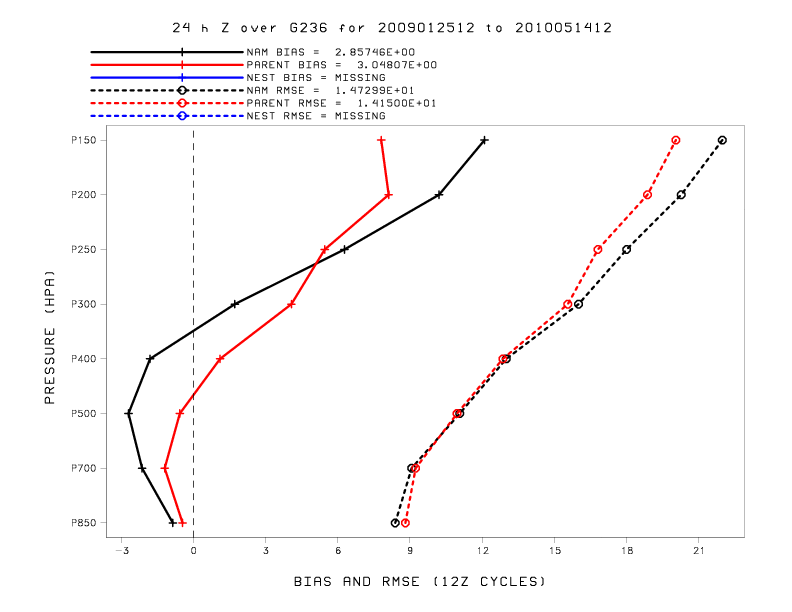 24 h Z over G236 for 2009012512 to 2010051412
NAM BIAS = 2.85746E+00
PARENT BIAS = 3.04807E+00
NEST BIAS = MISSING
NAM RMSE = 1.47299E+01
PARENT RMSE = 1.41500E+01
NEST RMSE = MISSING
P150
P200
P250
P300
P400
P500
P700
P850
PRESSURE (HPA)
-3 0 3 6 9 12 15 18 21
BIAS AND RMSE (12Z CYCLES)